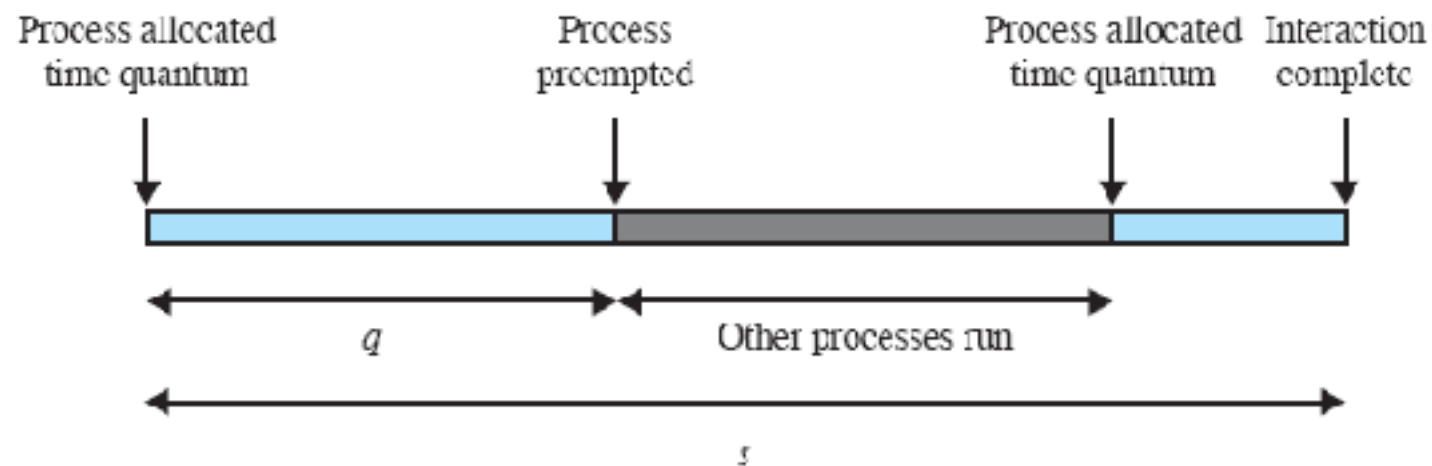 Process allocated
time quantum
Process
preempted
Process allocated
time quantum
Interaction
complete
q
Other processes run
s